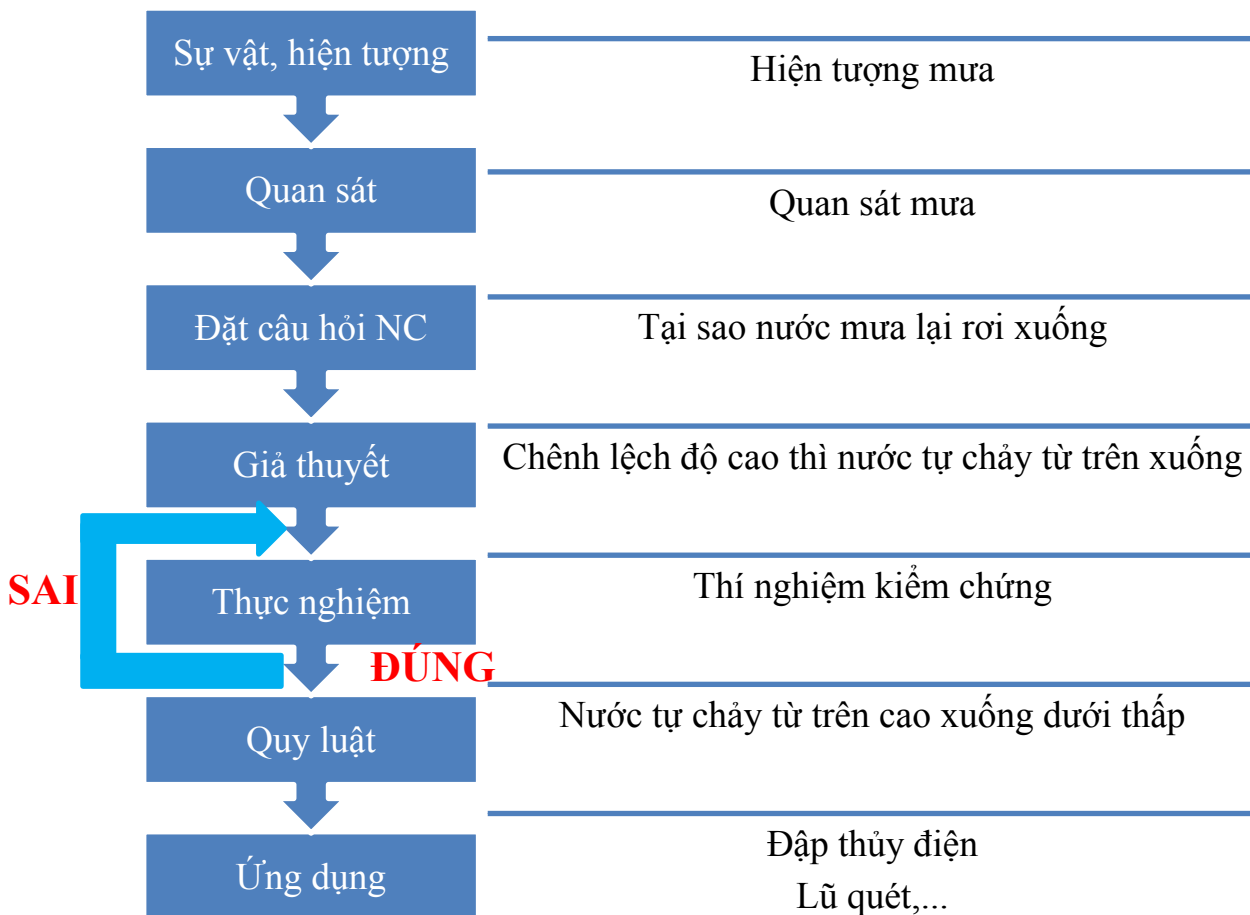 Sự vật, hiện tượng
Hiện tượng mưa
Quan sát
Quan sát mưa
Đặt câu hỏi NC
Tại sao nước mưa lại rơi xuống
Giả thuyết
Chênh lệch độ cao thì nước tự chảy từ trên xuống
SAI
Thực nghiệm
Thí nghiệm kiểm chứng
ĐÚNG
Quy luật
Nước tự chảy từ trên cao xuống dưới thấp
Ứng dụng
Đập thủy điện
Lũ quét,...